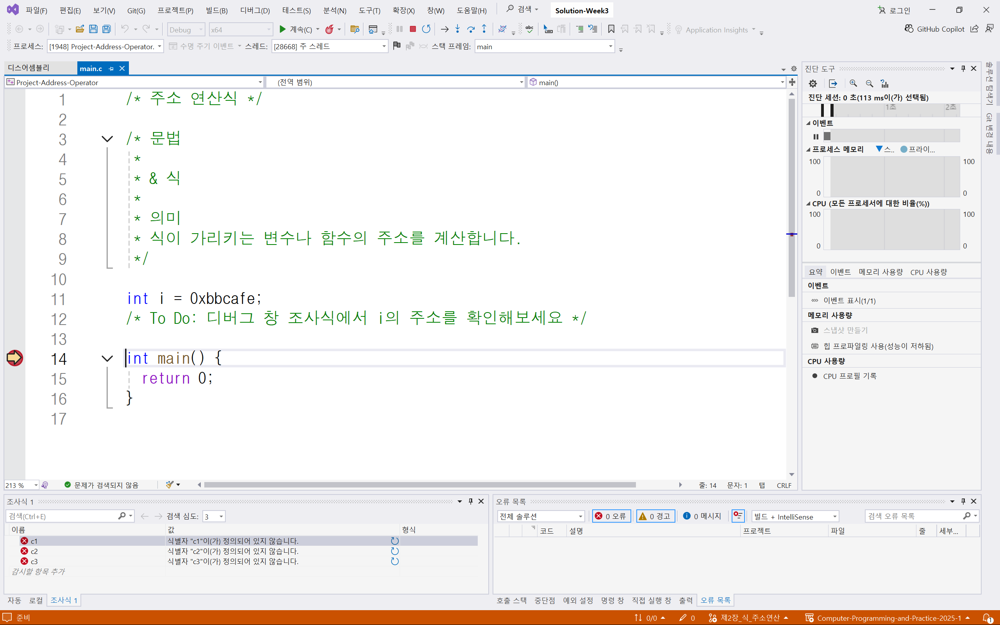 파일(F) 편집(E) 보기(V) Git(G) 프로젝트(P) 빌드(B) 디버그(D) 테스트(S) 분석(N) 도구(T) 확장(X) 창(W) 도움말(H) 검색 Solution-Week3 로그인
Debug x64 계속(C) abc Application Insights GitHub Copilot
프로세스: [1948] Project-Address-Operator. 수명 주기 이벤트 스레드: [28668] 주 스레드 스택 프레임: main
디스어셈블리 main.c
Project-Address-Operator (전역 범위) main()
1 /* 주소 연산식 */
2
3 /* 문법
4 *
5 * & 식
6 *
7 * 의미
8 * 식이 가리키는 변수나 함수의 주소를 계산합니다.
9 */
10
11 int i = 0xbbcafe;
12 /* To Do: 디버그 창 조사식에서 i의 주소를 확인해보세요 */
13
14 int main() {
15 return 0;
16 }
17
213 % 문제가 검색되지 않음 줄: 14 문자: 1 탭 CRLF
진단 도구
진단 세션: 0 초(113 ms이(가) 선택됨)
1초 2초
이벤트
프로세스 메모리 스.. 프라이...
100 100
0 0
CPU (모든 프로세서에 대한 비율(%))
100 100
0 0
요약 이벤트 메모리 사용량 CPU 사용량
이벤트
이벤트 표시(1/1)
메모리 사용량
스냅샷 만들기
힙 프로파일링 사용(성능이 저하됨)
CPU 사용량
CPU 프로필 기록
솔루션 탐색기
Git 변경 내용
조사식 1
검색(Ctrl+E) 검색 심도: 3
이름 값 형식
c1 식별자 "c1"이(가) 정의되어 있지 않습니다.
c2 식별자 "c2"이(가) 정의되어 있지 않습니다.
c3 식별자 "c3"이(가) 정의되어 있지 않습니다.
감시할 항목 추가
자동 로컬 조사식 1
오류 목록
전체 솔루션 0 오류 0 경고 0 메시지 빌드 + IntelliSense 검색 오류 목록
코드 설명 프로젝트 파일 줄 세부...
호출 스택 중단점 예외 설정 명령 창 직접 실행 창 출력 오류 목록
준비 0/0 0 제2장_식_주소연산 Computer-Programming-and-Practice-2025-1 1